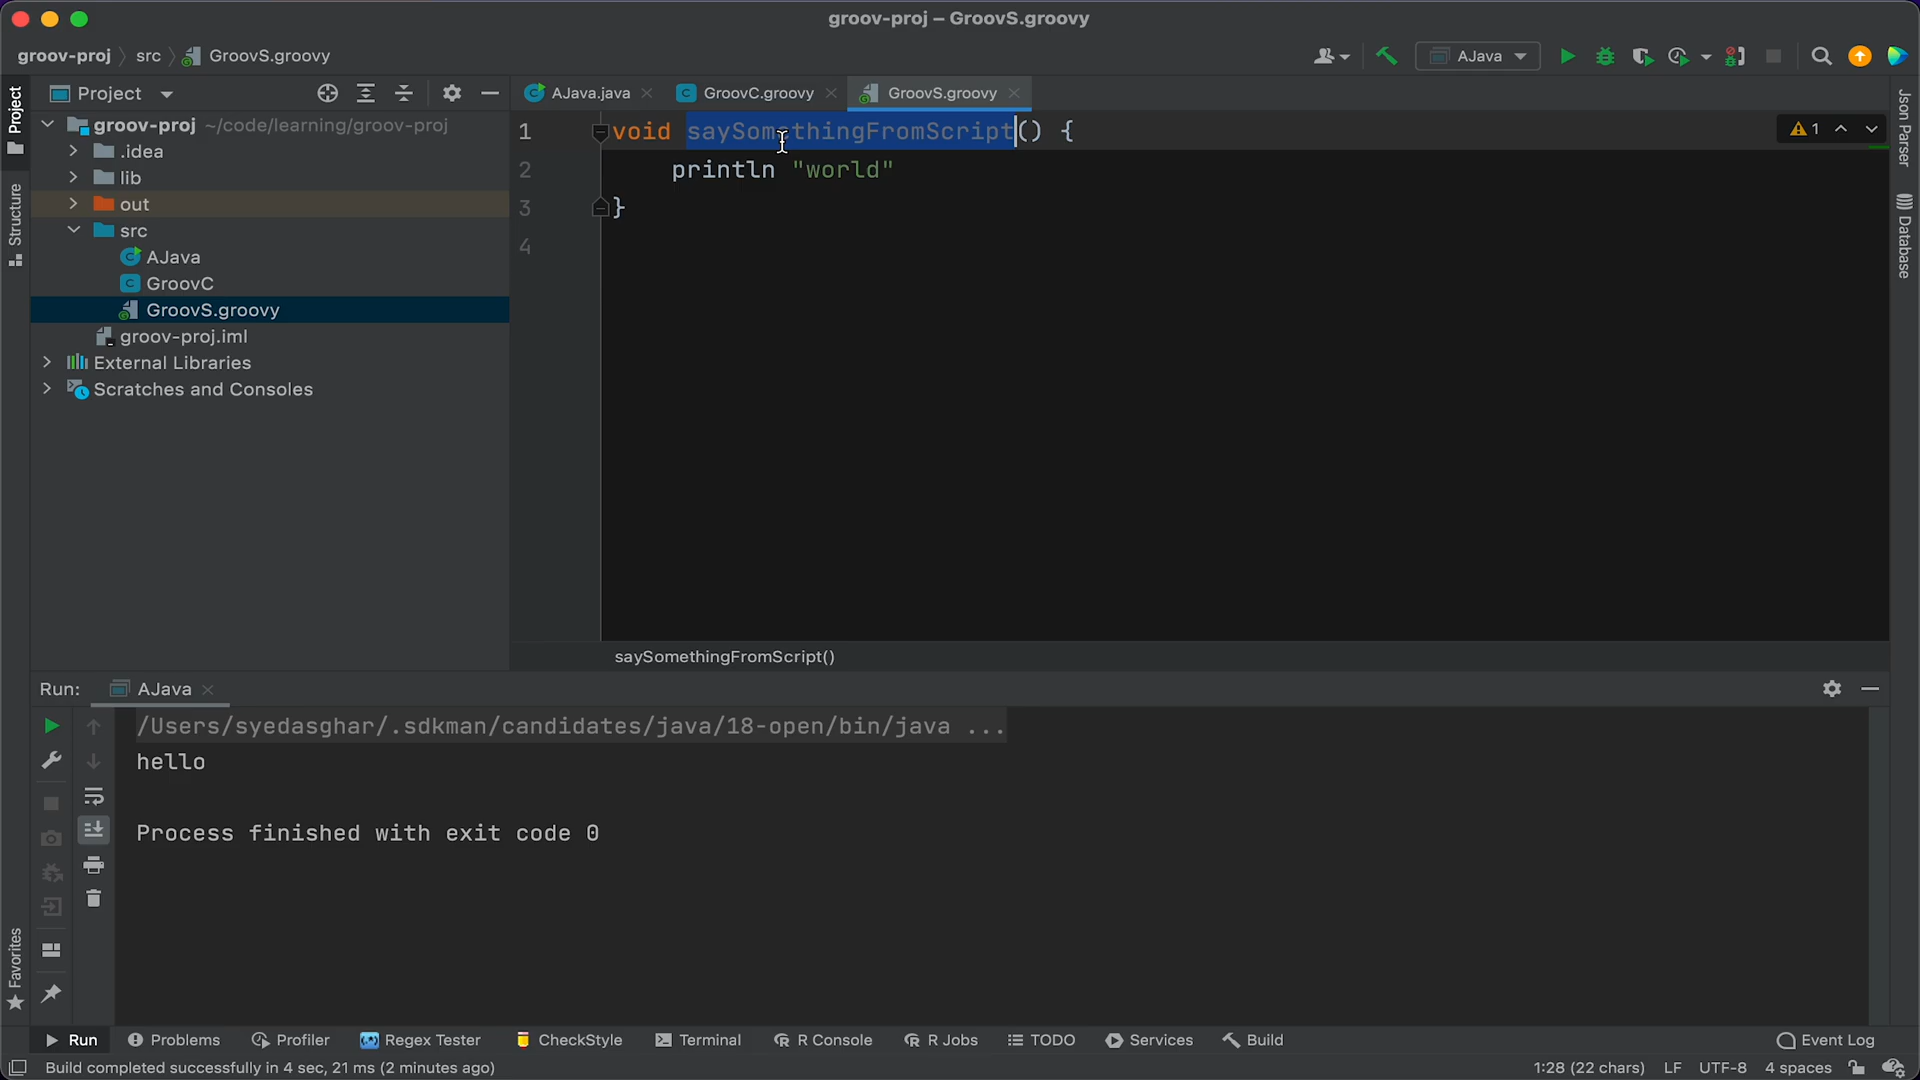 groov-proj – GroovS.groovy
groov-proj src GroovS.groovy
AJava
Project
AJava.java GroovC.groovy GroovS.groovy
Project
Structure
Favorites
Json Parser
Database
groov-proj ~/code/learning/groov-proj
.idea
lib
out
src
AJava
GroovC
GroovS.groovy
groov-proj.iml
External Libraries
Scratches and Consoles
1 void saySomethingFromScript() {
2 println "world"
3 }
4
1
saySomethingFromScript()
Run: AJava
/Users/syedasghar/.sdkman/candidates/java/18-open/bin/java ...
hello
Process finished with exit code 0
Run Problems Profiler Regex Tester CheckStyle Terminal R Console R Jobs TODO Services Build Event Log
Build completed successfully in 4 sec, 21 ms (2 minutes ago) 1:28 (22 chars) LF UTF-8 4 spaces